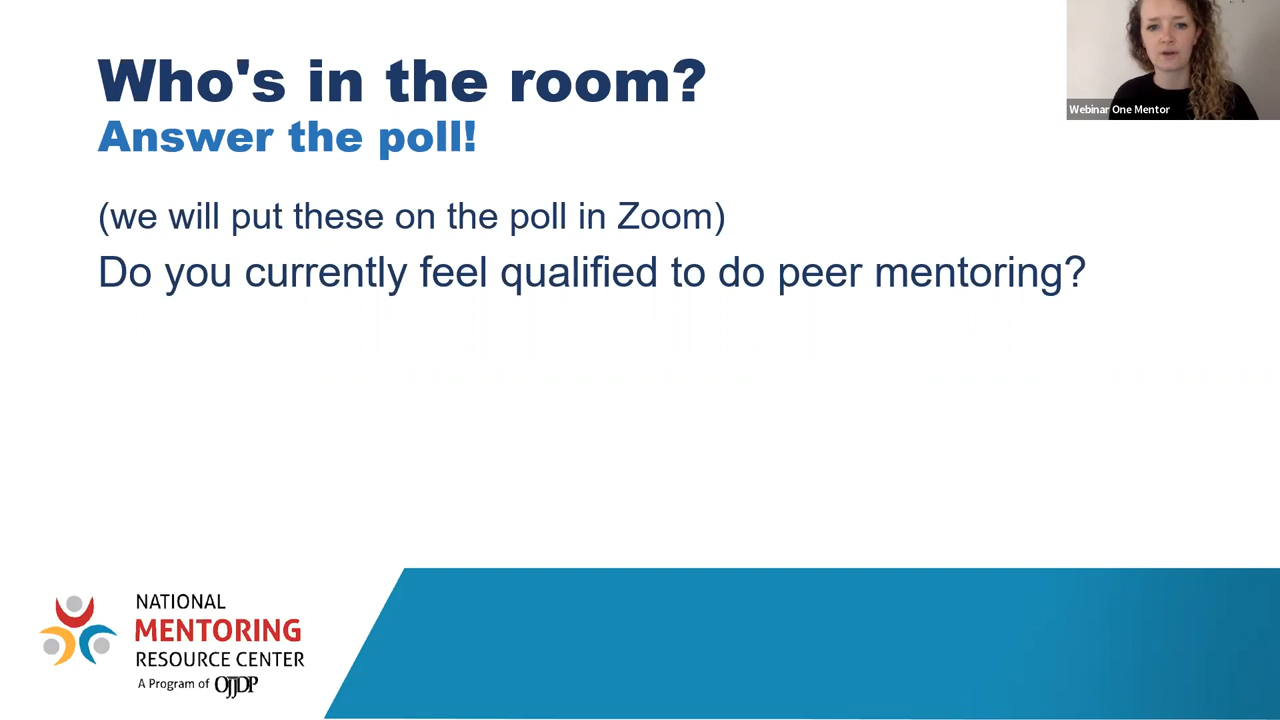 Who's in the room?
Answer the poll!
(we will put these on the poll in Zoom)
Do you currently feel qualified to do peer mentoring?
Webinar One Mentor
NATIONAL
MENTORING
RESOURCE CENTER
A Program of OJJDP